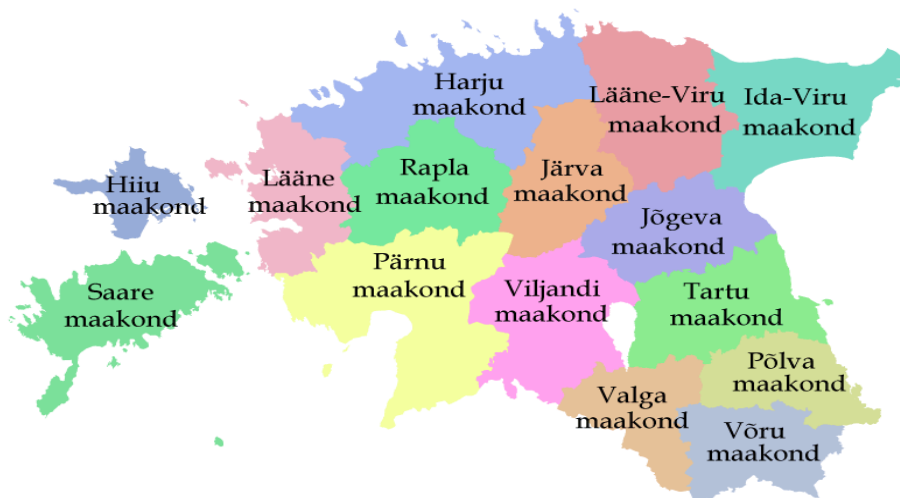 Harju
maakond
Lääne-Viru
maakond
Ida-Viru
maakond
Hiiu
maakond
Lääne
maakond
Rapla
maakond
Järva
maakond
Jõgeva
maakond
Saare
maakond
Pärnu
maakond
Viljandi
maakond
Tartu
maakond
Põlva
maakond
Valga
maakond
Võru
maakond